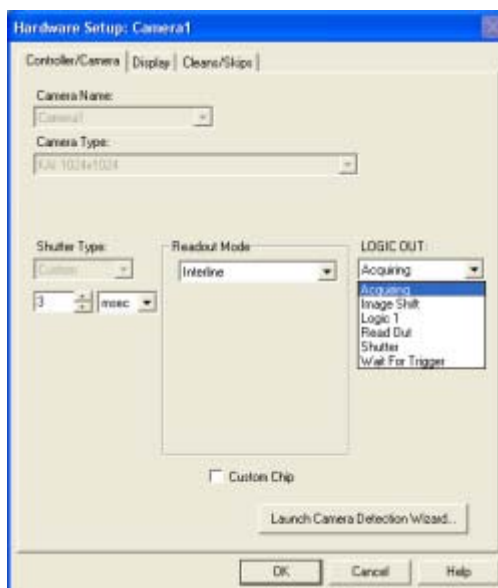 Hardware Setup: Camera1
Controller/Camera Display Cleans/Skips
Camera Name:
Camera1
Camera Type:
KAI 1024x1024
Shutter Type:
Custom
3 msec
Readout Mode
Interline
LOGIC OUT:
Acquiring
Acquiring
Image Shift
Logic 1
Read Out
Shutter
Wait For Trigger
Custom Chip
Launch Camera Detection Wizard...
OK Cancel Help